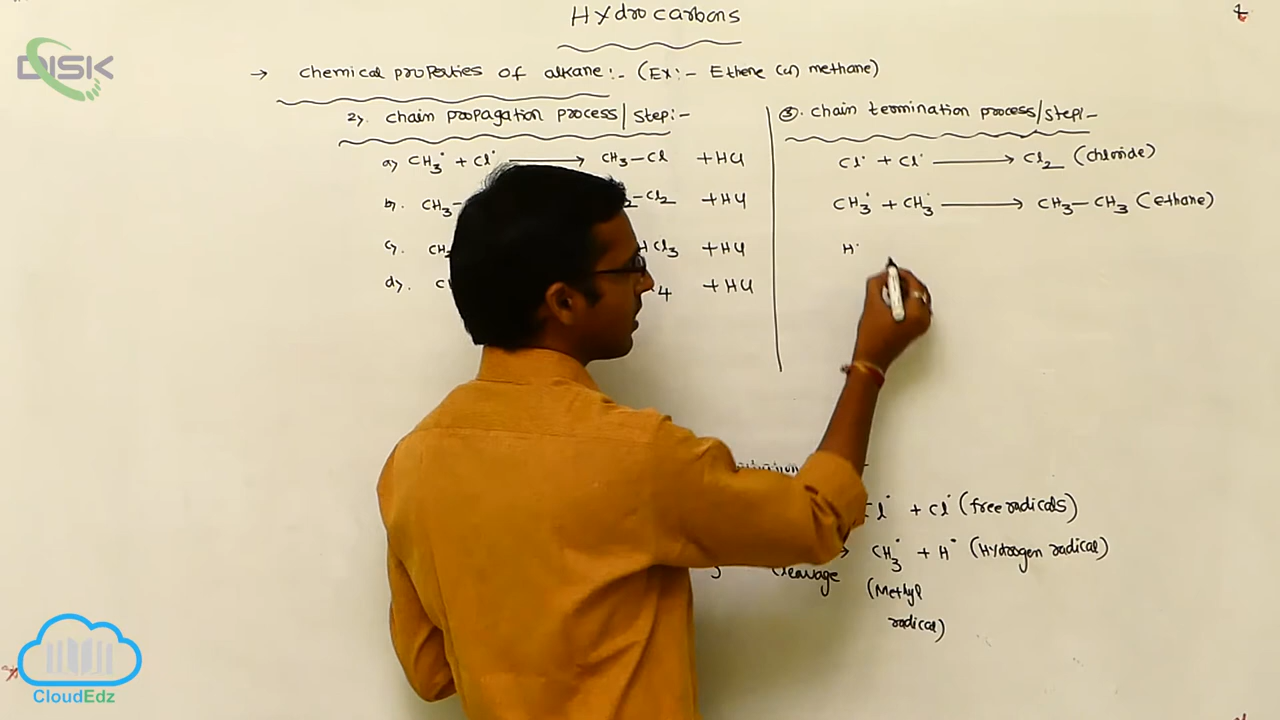 Hydrocarbons
→ chemical properties of alkane:- (Ex:- Ethene (or) methane)
2). chain propagation process/step:-
a) CH₃• + Cl• → CH₃-Cl + HCl
b). CH₃- -Cl₂ + HCl
c). Cl₃ + HCl
d). ₄ + HCl
③. chain termination process/step:-
Cl• + Cl• → Cl₂ (chloride)
CH₃• + CH₃• → CH₃-CH₃ (ethane)
H•
Cl• + Cl• (free radicals)
cleavage → CH₃• + H• (Hydrogen radical)
(Methyl
radical)
DISK
CloudEdz